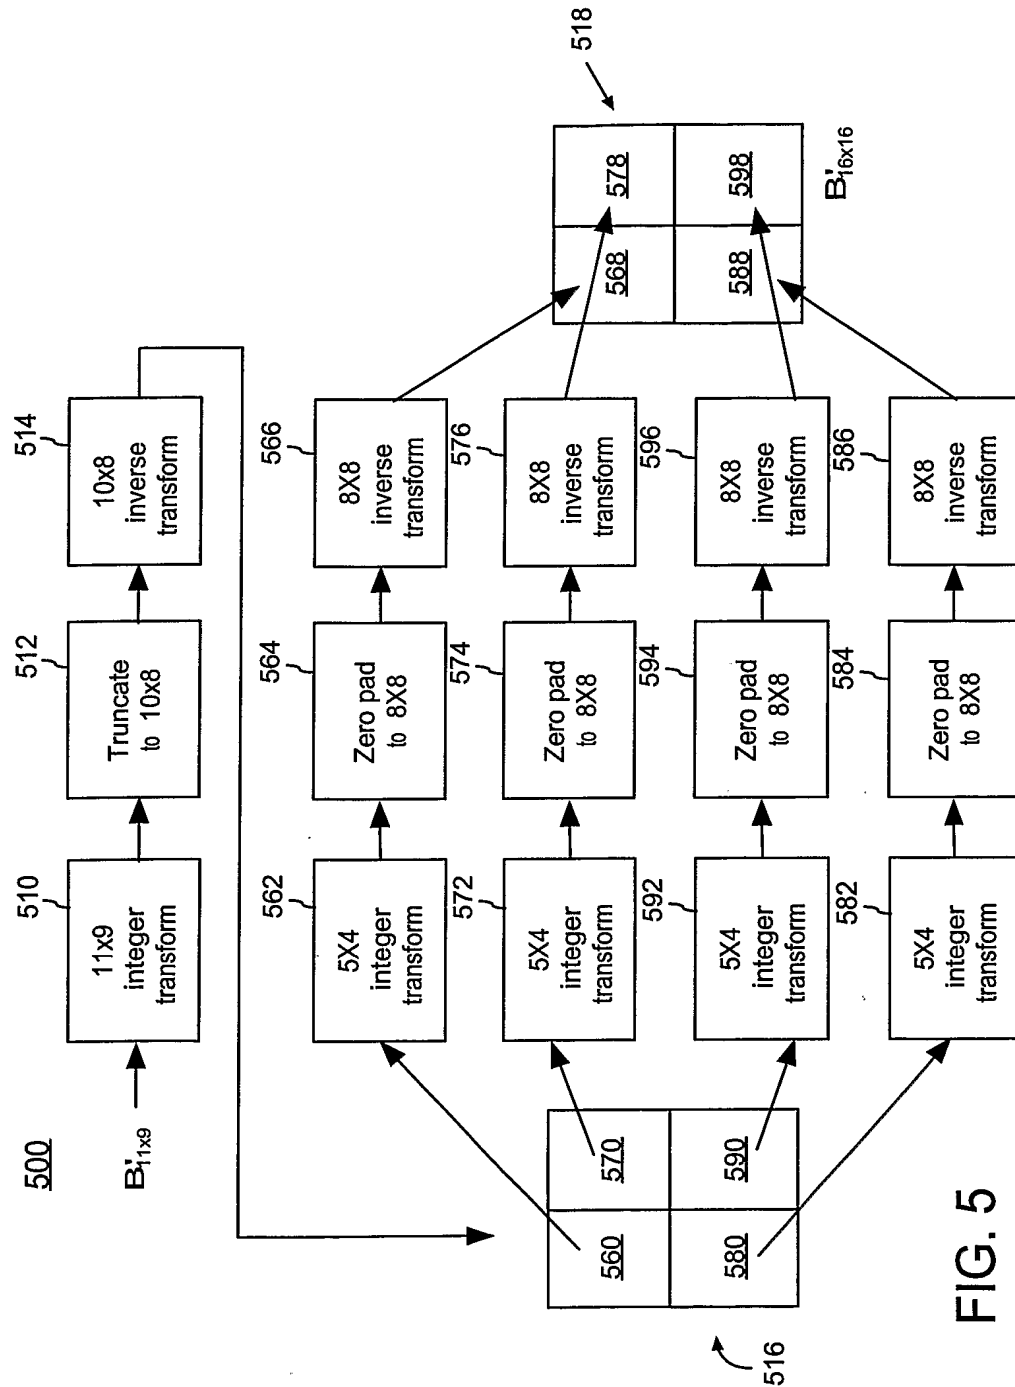 500
B'11x9
510
11x9
integer
transform
512
Truncate
to 10x8
514
10x8
inverse
transform
516
560
570
580
590
562
5X4
integer
transform
564
Zero pad
to 8X8
566
8X8
inverse
transform
572
5X4
integer
transform
574
Zero pad
to 8X8
576
8X8
inverse
transform
592
5X4
integer
transform
594
Zero pad
to 8X8
596
8X8
inverse
transform
582
5X4
integer
transform
584
Zero pad
to 8X8
586
8X8
inverse
transform
518
568
578
588
598
B'16x16
FIG. 5